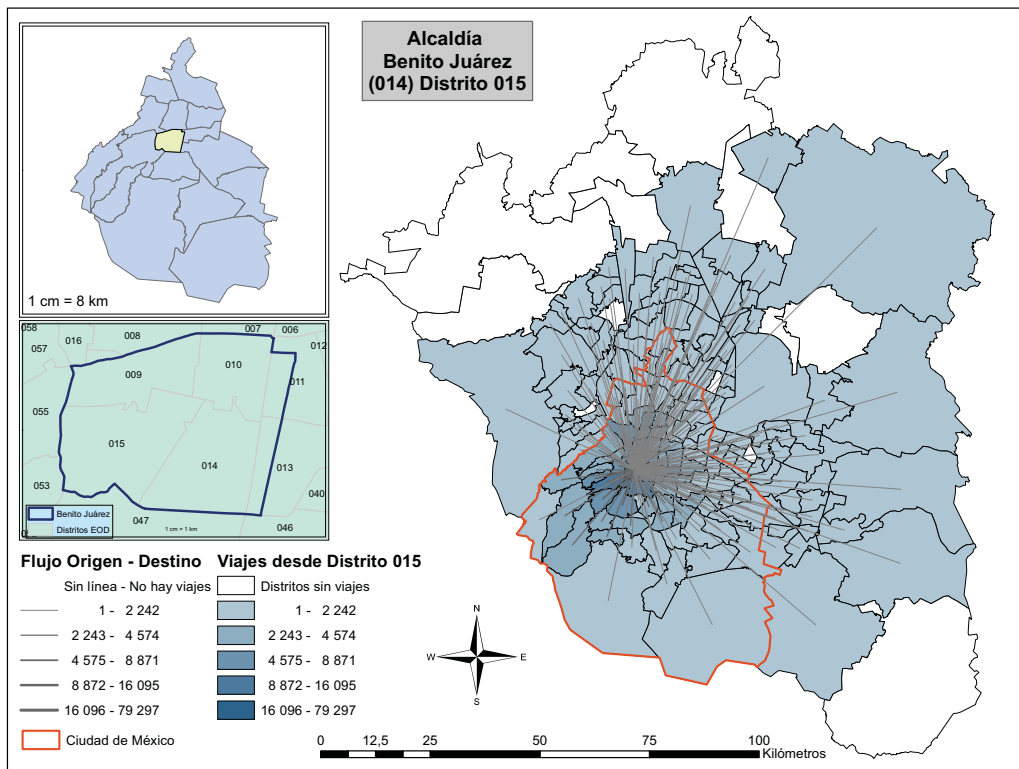 Alcaldía
Benito Juárez
(014) Distrito 015
1 cm = 8 km
058
057
016
008
007
006
012
009
010
011
055
015
014
013
053
040
047
046
Benito Juárez
Distritos EOD
1 cm = 1 km
Flujo Origen - Destino
Sin línea - No hay viajes
1 - 2 242
2 243 - 4 574
4 575 - 8 871
8 872 - 16 095
16 096 - 79 297
Ciudad de México
Viajes desde Distrito 015
Distritos sin viajes
1 - 2 242
2 243 - 4 574
4 575 - 8 871
8 872 - 16 095
16 096 - 79 297
N
W
E
S
0 12,5 25 50 75 100
Kilómetros